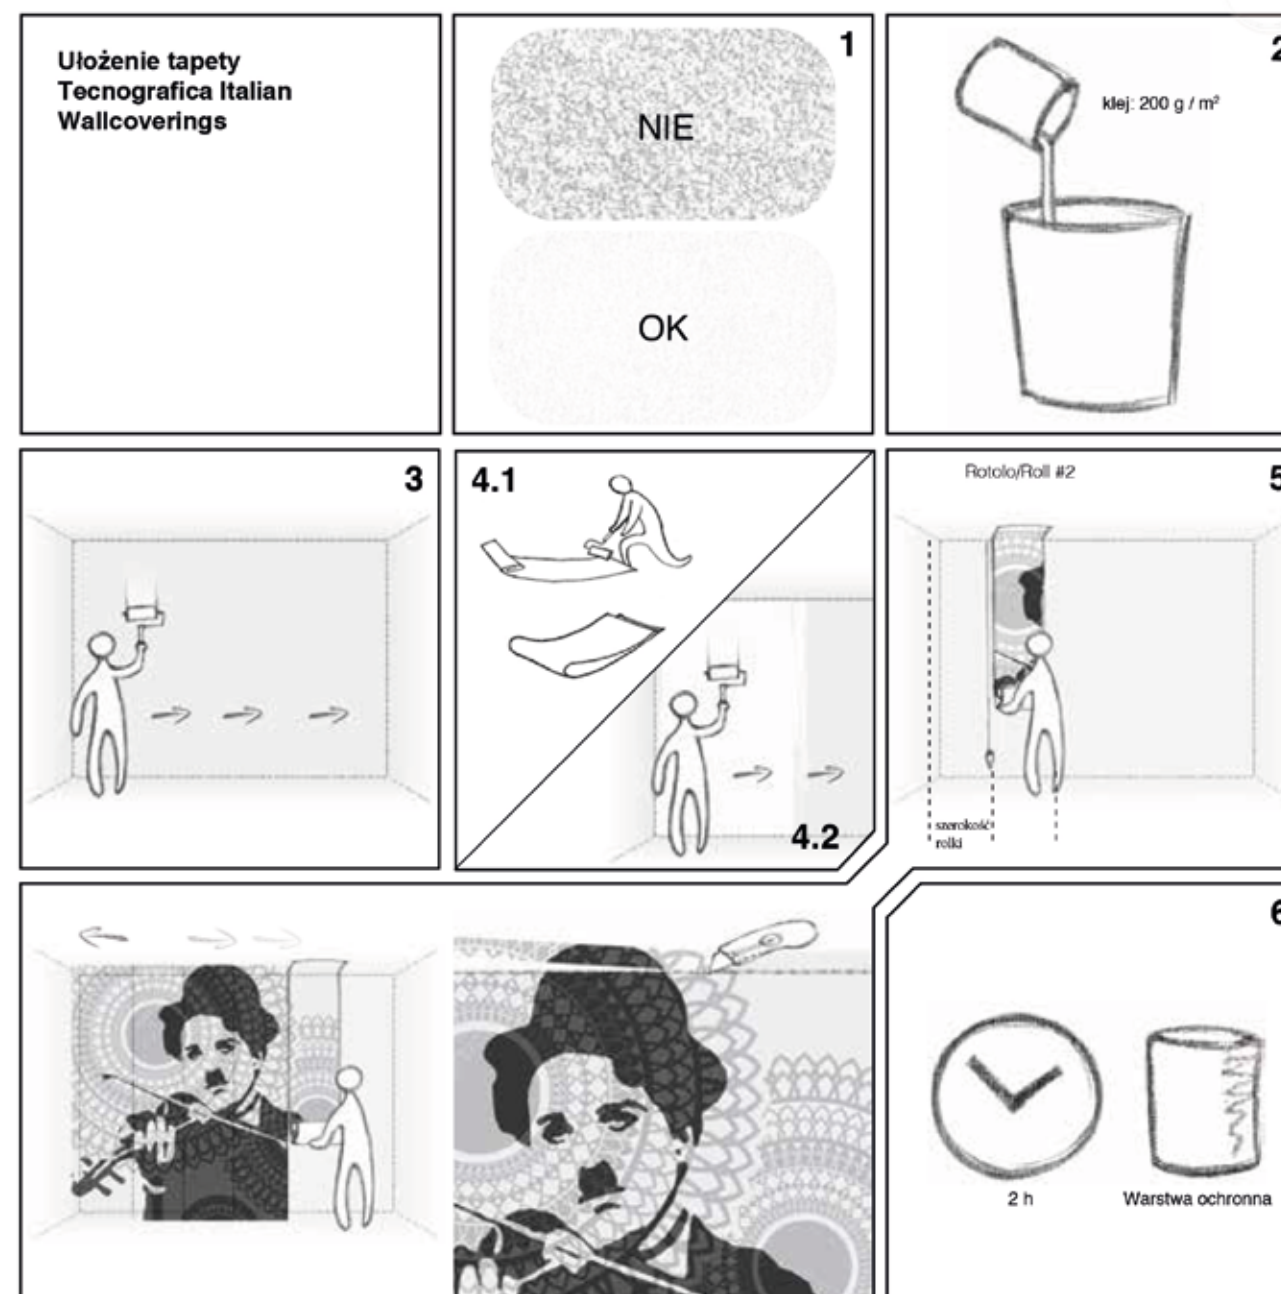 Ułożenie tapety
Tecnografica Italian
Wallcoverings
1
NIE
OK
2
klej: 200 g / m²
3
4.1
4.2
Rotolo/Roll #2
5
szerokość
rolki
6
2 h
Warstwa ochronna